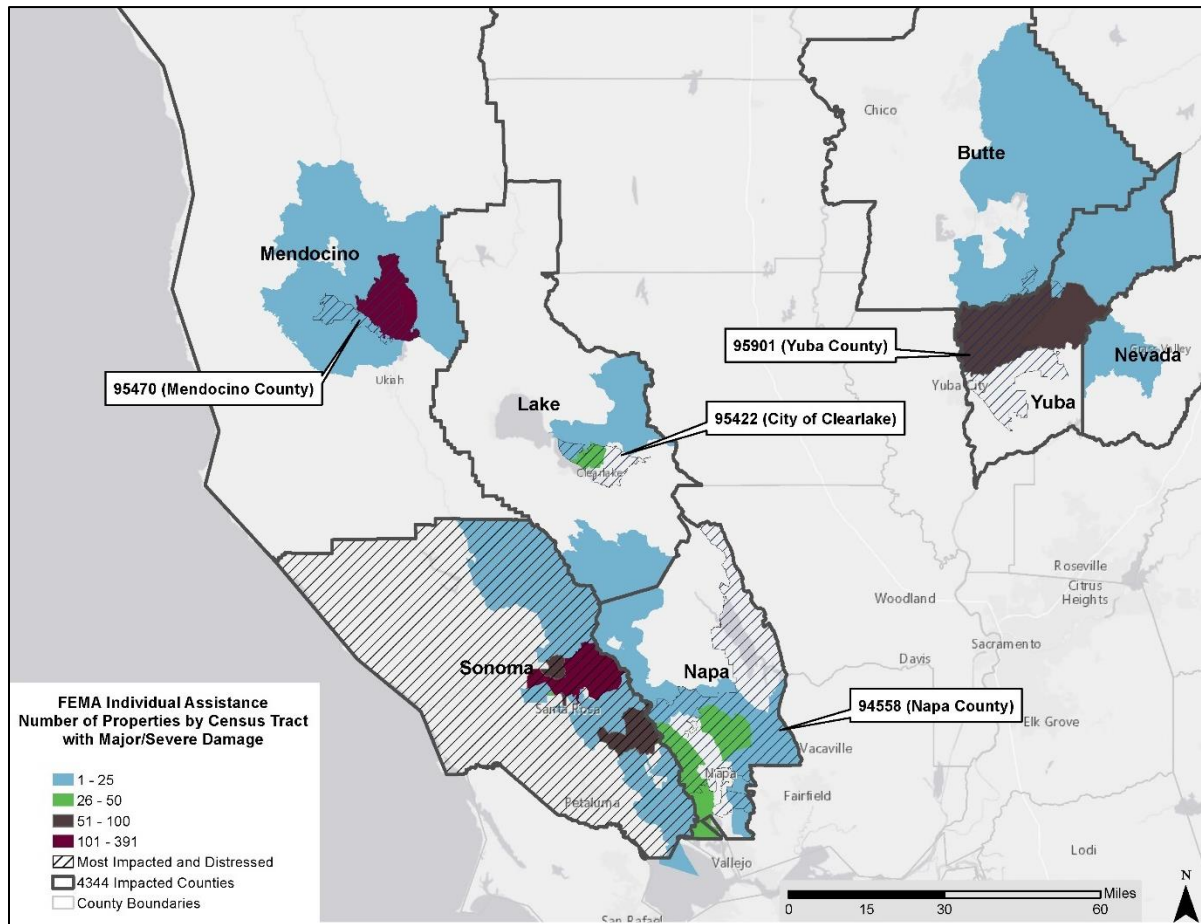 Chico
Butte
Mendocino
95901 (Yuba County)
Grass Valley
Nevada
95470 (Mendocino County)
Ukiah
Yuba City
Yuba
Lake
95422 (City of Clearlake)
Clearlake
Roseville
Citrus
Heights
Woodland
Sacramento
Sonoma
Napa
Davis
94558 (Napa County)
Santa Rosa
Elk Grove
Vacaville
Napa
Petaluma
Fairfield
Vallejo
Lodi
San Rafael
FEMA Individual Assistance
Number of Properties by Census Tract
with Major/Severe Damage
1 - 25
26 - 50
51 - 100
101 - 391
Most Impacted and Distressed
4344 Impacted Counties
County Boundaries
Miles
0 15 30 60
N